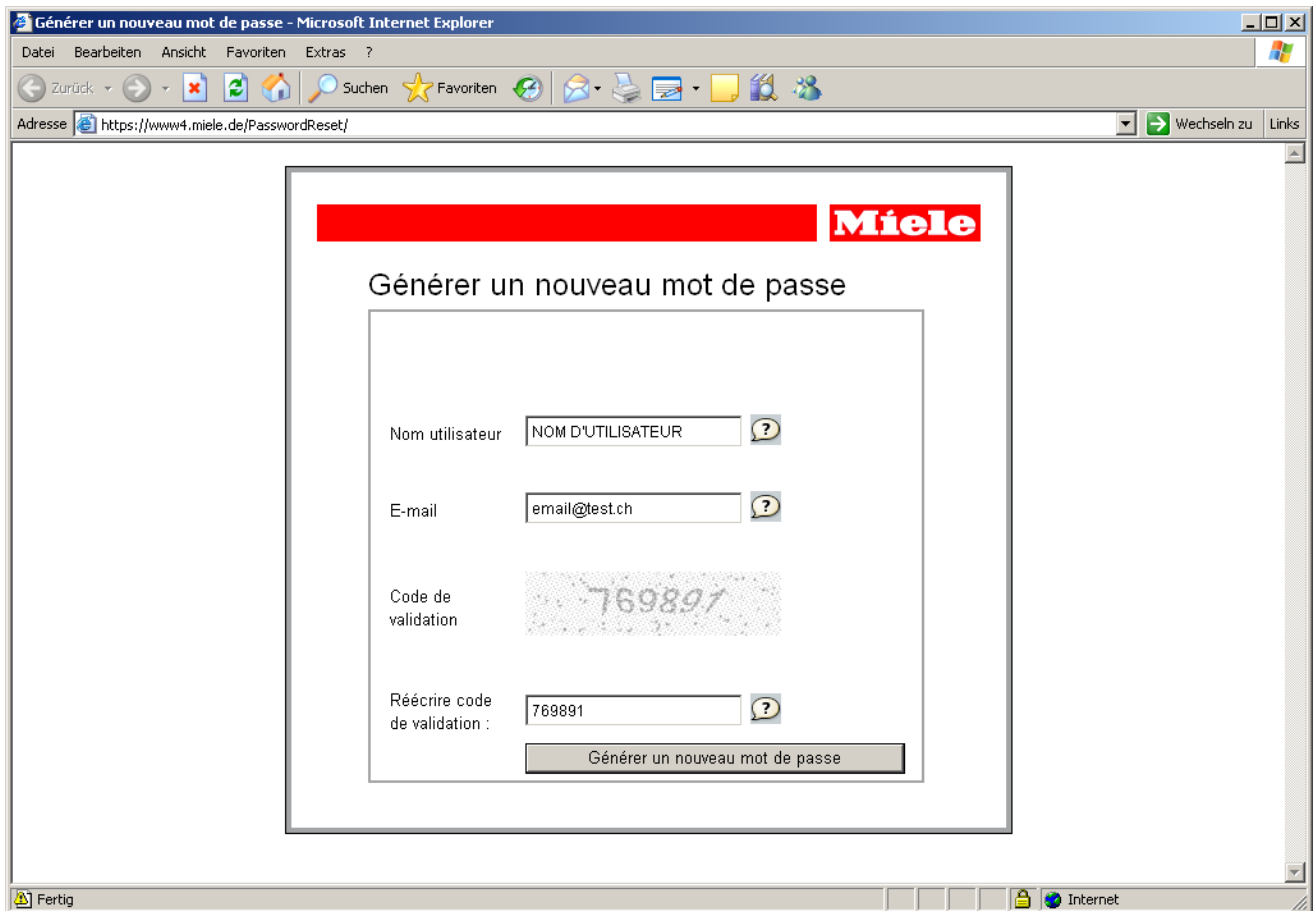 Générer un nouveau mot de passe - Microsoft Internet Explorer
Datei Bearbeiten Ansicht Favoriten Extras ?
Zurück Suchen Favoriten
Adresse https://www4.miele.de/PasswordReset/ Wechseln zu Links
Miele
Générer un nouveau mot de passe
Nom utilisateur NOM D'UTILISATEUR ?
E-mail email@test.ch ?
Code de
validation
769891
Réécrire code
de validation :
769891 ?
Générer un nouveau mot de passe
Fertig Internet